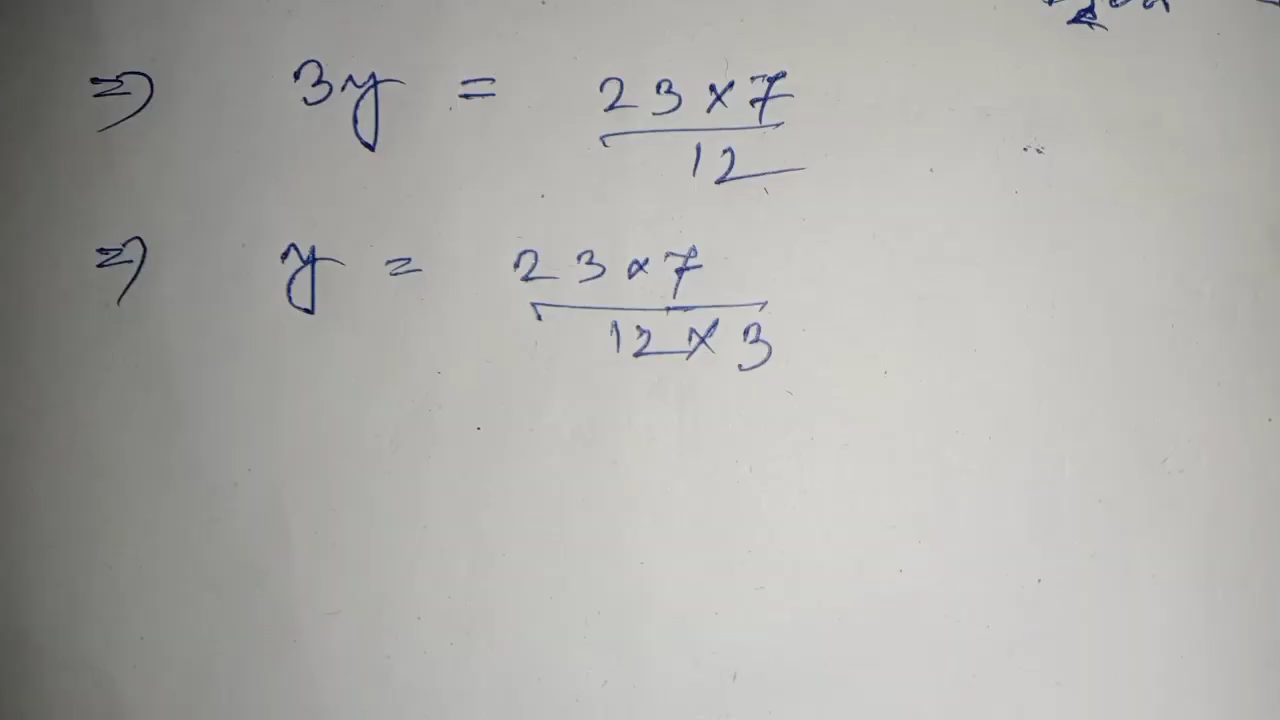 ⇒ 3y = 23×7
12
⇒ y = 23×7
12×3